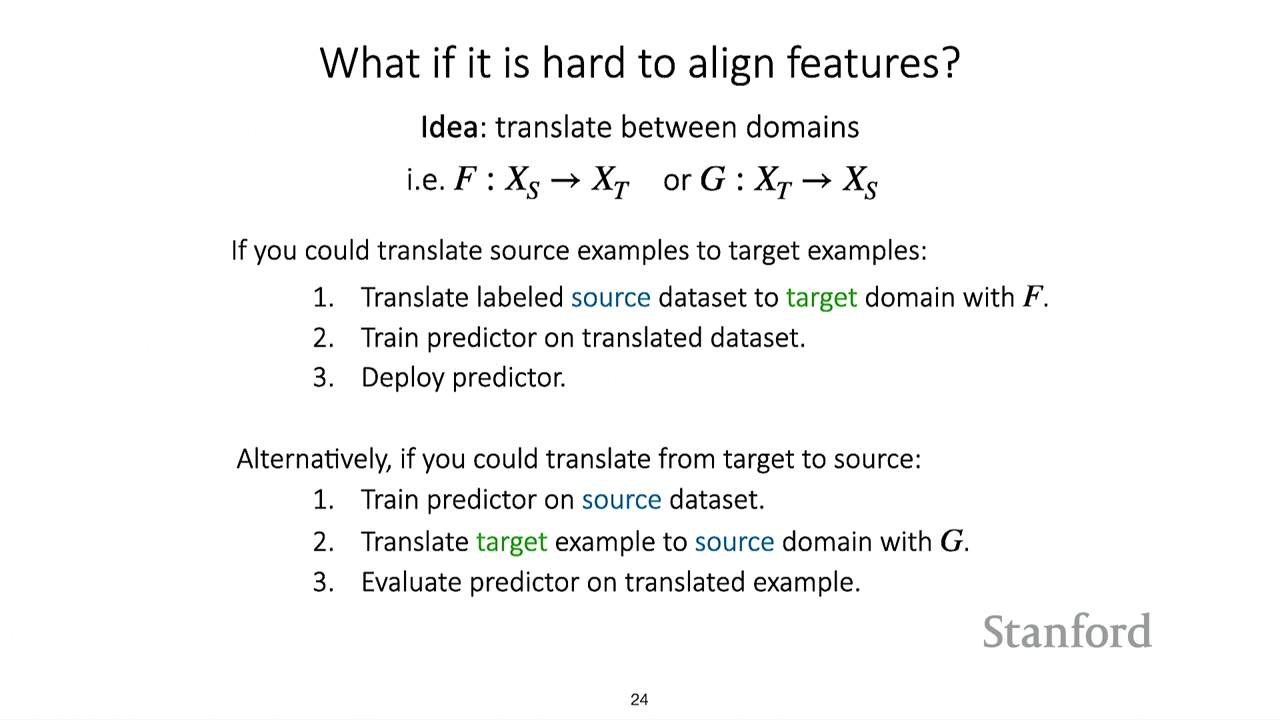 What if it is hard to align features?
Idea: translate between domains
i.e. F : X_S → X_T or G : X_T → X_S
If you could translate source examples to target examples:
1. Translate labeled source dataset to target domain with F.
2. Train predictor on translated dataset.
3. Deploy predictor.
Alternatively, if you could translate from target to source:
1. Train predictor on source dataset.
2. Translate target example to source domain with G.
3. Evaluate predictor on translated example.
Stanford
24